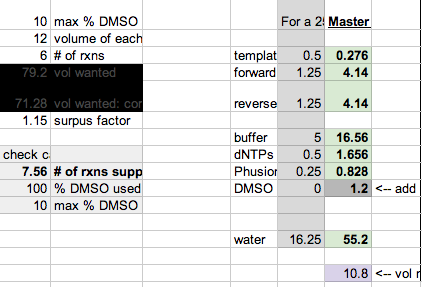 10 max % DMSO For a 25 Master
12 volume of each
6 # of rxns templat 0.5 0.276
79.2 vol wanted forward 1.25 4.14
71.28 vol wanted: cor reverse 1.25 4.14
1.15 surpus factor
buffer 5 16.56
check c dNTPs 0.5 1.656
7.56 # of rxns supp Phusior 0.25 0.828
100 % DMSO used DMSO 0 1.2 <-- add
10 max % DMSO
water 16.25 55.2
10.8 <-- vol r